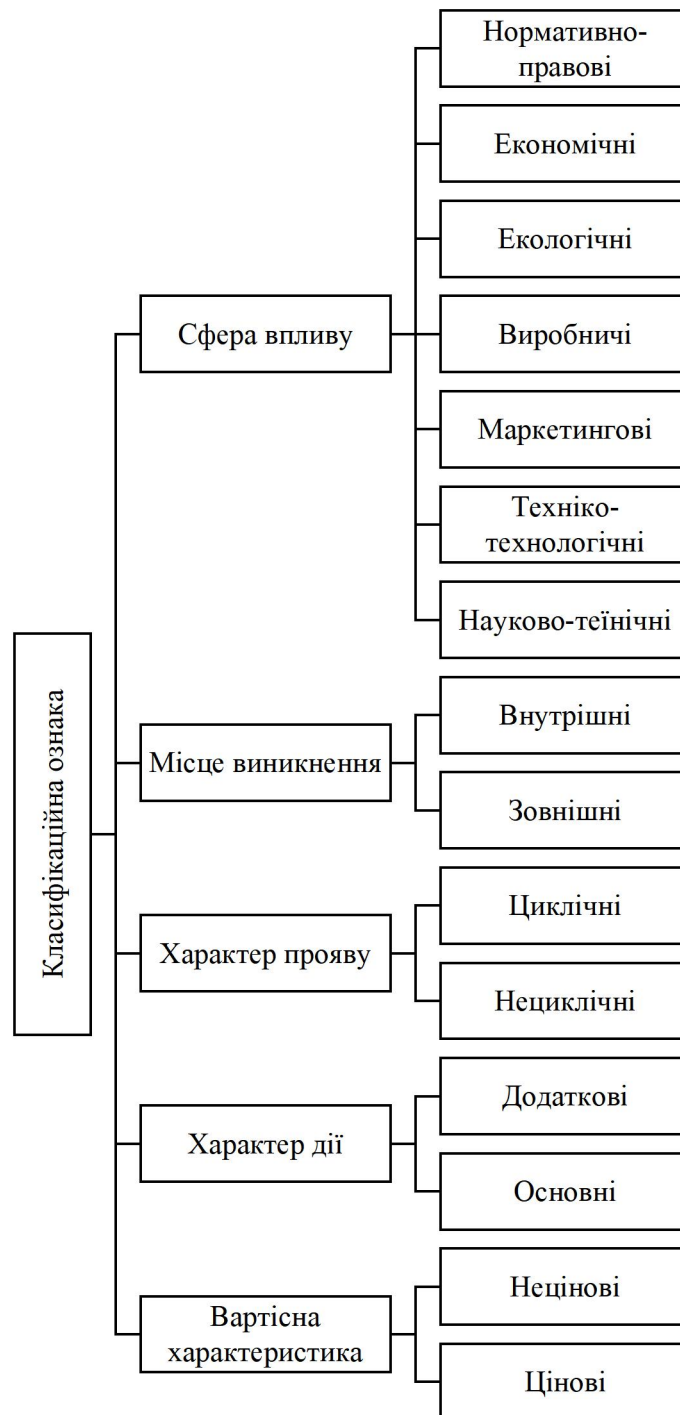 Класифікаційна ознака
Сфера впливу
Нормативно-
правові
Економічні
Екологічні
Виробничі
Маркетингові
Техніко-
технологічні
Науково-теїнічні
Місце виникнення
Внутрішні
Зовнішні
Характер прояву
Циклічні
Нециклічні
Характер дії
Додаткові
Основні
Вартісна
характеристика
Нецінові
Цінові